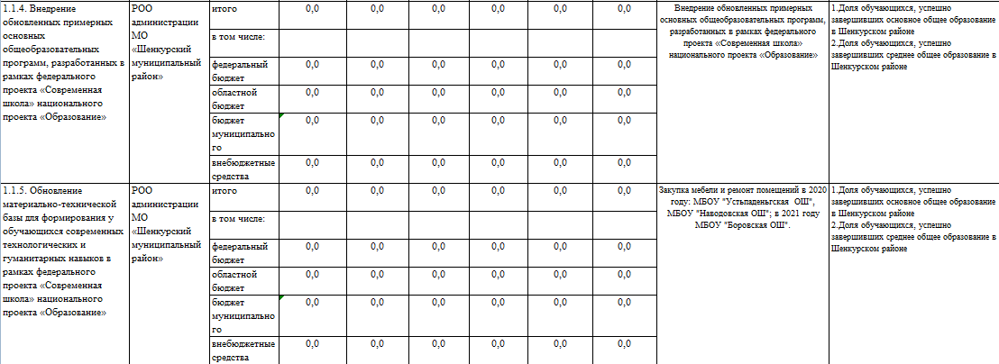 1.1.4. Внедрение
обновленных примерных
основных
общеобразовательных
программ, разработанных в
рамках федерального
проекта «Современная
школа» национального
проекта «Образование»
РОО
администрации
МО
«Шенкурский
муниципальный
район»
итого
0,0 0,0 0,0 0,0 0,0 0,0
в том числе:
федеральный
бюджет
0,0 0,0 0,0 0,0 0,0 0,0
областной
бюджет
0,0 0,0 0,0 0,0 0,0 0,0
бюджет
муниципально
го
0,0 0,0 0,0 0,0 0,0 0,0
внебюджетные
средства
0,0 0,0 0,0 0,0 0,0 0,0
Внедрение обновленных примерных
основных общеобразовательных программ,
разработанных в рамках федерального
проекта «Современная школа»
национального проекта «Образование»
1.Доля обучающихся, успешно
завершивших основное общее образование
в Шенкурском районе
2.Доля обучающихся, успешно
завершивших среднее общее образование в
Шенкурском районе
1.1.5. Обновление
материально-технической
базы для формирования у
обучающихся современных
технологических и
гуманитарных навыков в
рамках федерального
проекта «Современная
школа» национального
проекта «Образование»
РОО
администрации
МО
«Шенкурский
муниципальный
район»
итого
0,0 0,0 0,0 0,0 0,0 0,0
в том числе:
федеральный
бюджет
0,0 0,0 0,0 0,0 0,0 0,0
областной
бюджет
0,0 0,0 0,0 0,0 0,0 0,0
бюджет
муниципально
го
0,0 0,0 0,0 0,0 0,0 0,0
внебюджетные
средства
0,0 0,0 0,0 0,0 0,0 0,0
Закупка мебели и ремонт помещений в 2020
году: МБОУ "Устьпаденьгская ОШ",
МБОУ "Наводовская ОШ"; в 2021 году
МБОУ "Боровская ОШ".
1.Доля обучающихся, успешно
завершивших основное общее образование
в Шенкурском районе
2.Доля обучающихся, успешно
завершивших среднее общее образование в
Шенкурском районе